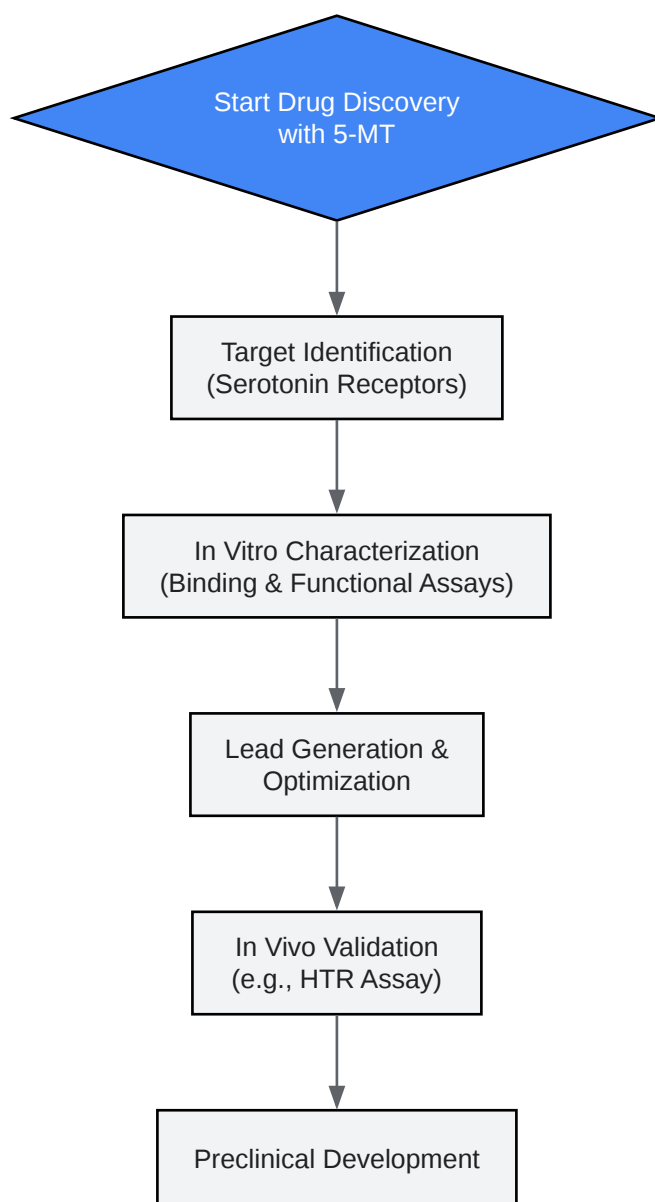 Start Drug Discovery
with 5-MT
Target Identification
(Serotonin Receptors)
In Vitro Characterization
(Binding & Functional Assays)
Lead Generation &
Optimization
In Vivo Validation
(e.g., HTR Assay)
Preclinical Development